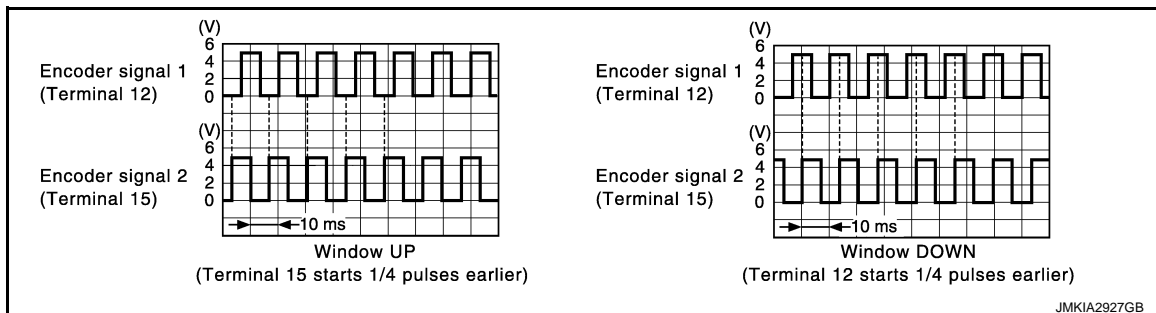 (V)
6
4
2
0
Encoder signal 1
(Terminal 12)
(V)
6
4
2
0
Encoder signal 2
(Terminal 15)
10 ms
Window UP
(Terminal 15 starts 1/4 pulses earlier)
(V)
6
4
2
0
Encoder signal 1
(Terminal 12)
(V)
6
4
2
0
Encoder signal 2
(Terminal 15)
10 ms
Window DOWN
(Terminal 12 starts 1/4 pulses earlier)
JMKIA2927GB